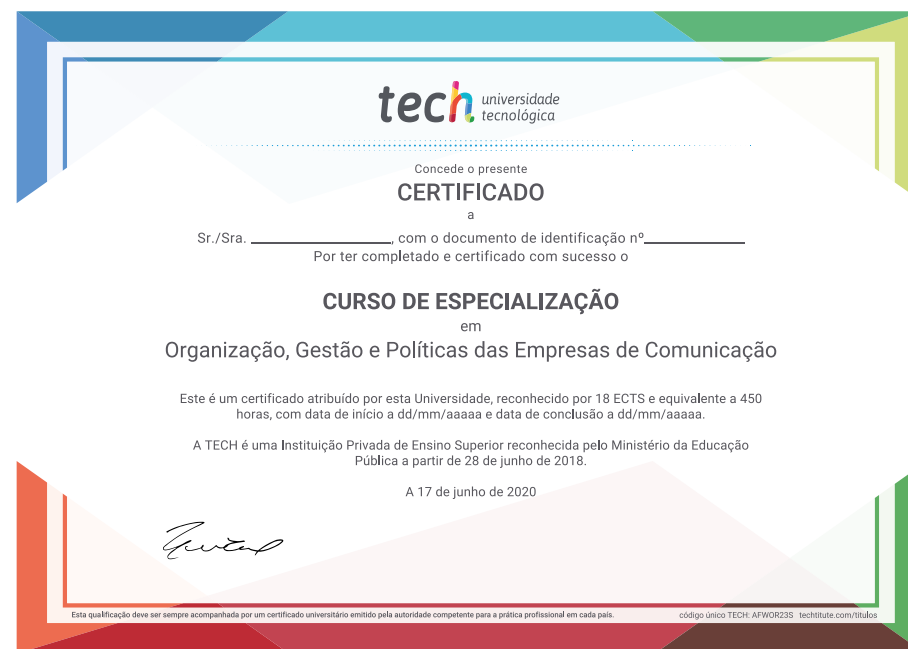 tech universidade
tecnológica
Concede o presente
CERTIFICADO
a
Sr./Sra. ____________________, com o documento de identificação nº______________
Por ter completado e certificado com sucesso o
CURSO DE ESPECIALIZAÇÃO
em
Organização, Gestão e Políticas das Empresas de Comunicação
Este é um certificado atribuído por esta Universidade, reconhecido por 18 ECTS e equivalente a 450
horas, com data de início a dd/mm/aaaaa e data de conclusão a dd/mm/aaaaa.
A TECH é uma Instituição Privada de Ensino Superior reconhecida pelo Ministério da Educação
Pública a partir de 28 de junho de 2018.
A 17 de junho de 2020
Esta qualificação deve ser sempre acompanhada por um certificado universitário emitido pela autoridade competente para a prática profissional em cada país. código único TECH: AFWOR23S techtitute.com/titulos